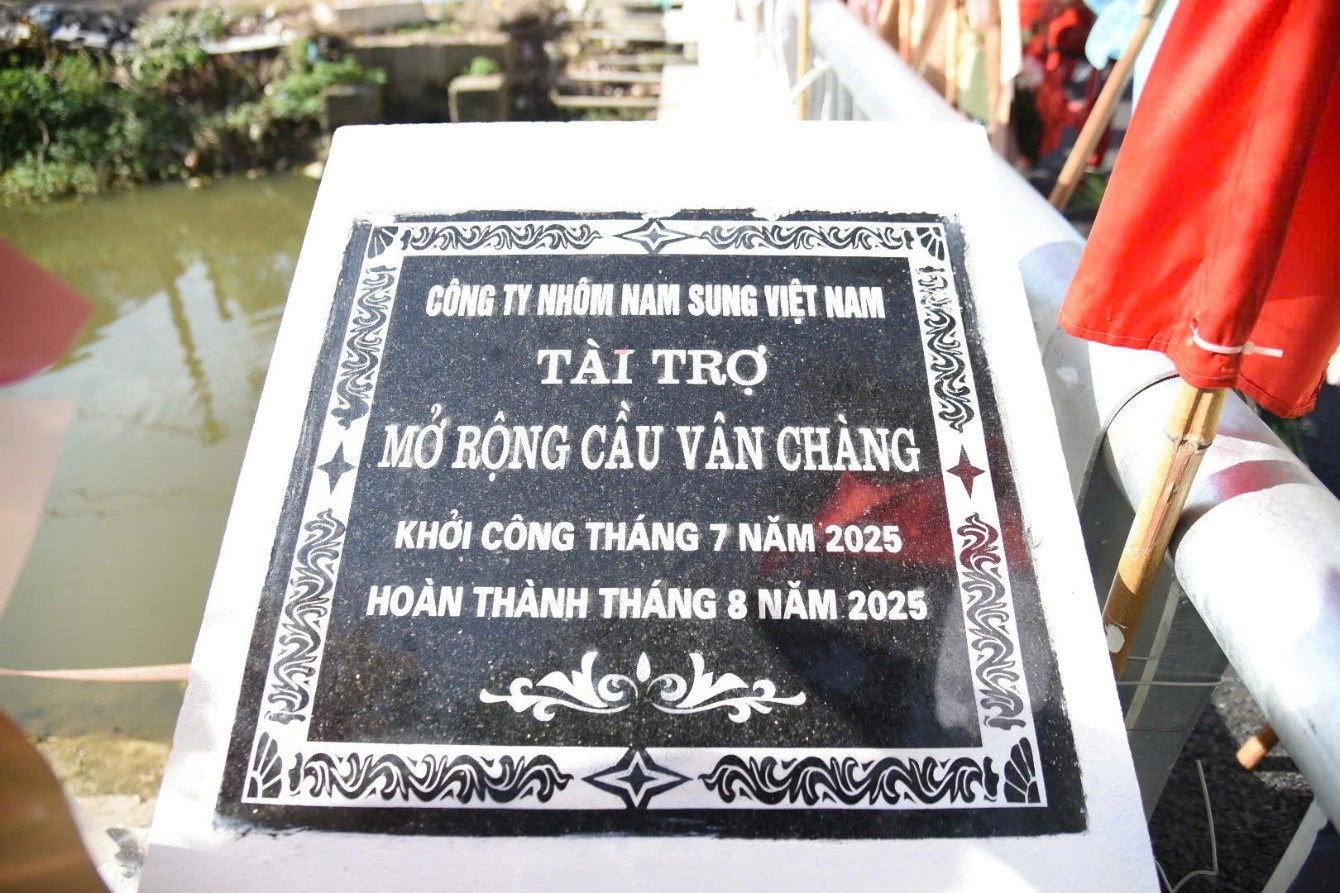 CÔNG TY NHÔM NAM SUNG VIỆT NAM
TÀI TRỢ
MỞ RỘNG CẦU VÂN CHÀNG
KHỞI CÔNG THÁNG 7 NĂM 2025
HOÀN THÀNH THÁNG 8 NĂM 2025